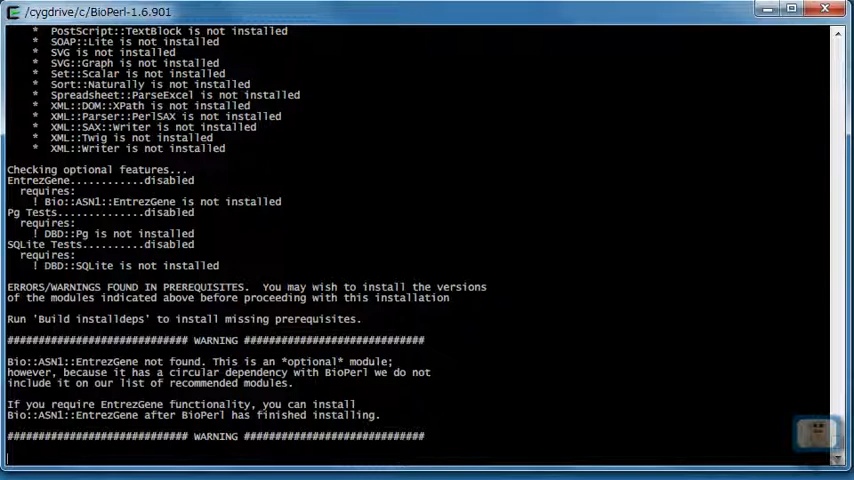 /cygdrive/c/BioPerl-1.6.901
* PostScript::TextBlock is not installed
* SOAP::Lite is not installed
* SVG is not installed
* SVG::Graph is not installed
* Set::Scalar is not installed
* Sort::Naturally is not installed
* Spreadsheet::ParseExcel is not installed
* XML::DOM::XPath is not installed
* XML::Parser::PerlSAX is not installed
* XML::SAX::Writer is not installed
* XML::Twig is not installed
* XML::Writer is not installed
Checking optional features...
EntrezGene............disabled
requires:
! Bio::ASN1::EntrezGene is not installed
Pg Tests..............disabled
requires:
! DBD::Pg is not installed
SQLite Tests..........disabled
requires:
! DBD::SQLite is not installed
ERRORS/WARNINGS FOUND IN PREREQUISITES.  You may wish to install the versions
of the modules indicated above before proceeding with this installation
Run 'Build installdeps' to install missing prerequisites.
############################# WARNING #############################
Bio::ASN1::EntrezGene not found. This is an *optional* module;
however, because it has a circular dependency with BioPerl we do not
include it on our list of recommended modules.
If you require EntrezGene functionality, you can install
Bio::ASN1::EntrezGene after BioPerl has finished installing.
############################# WARNING #############################